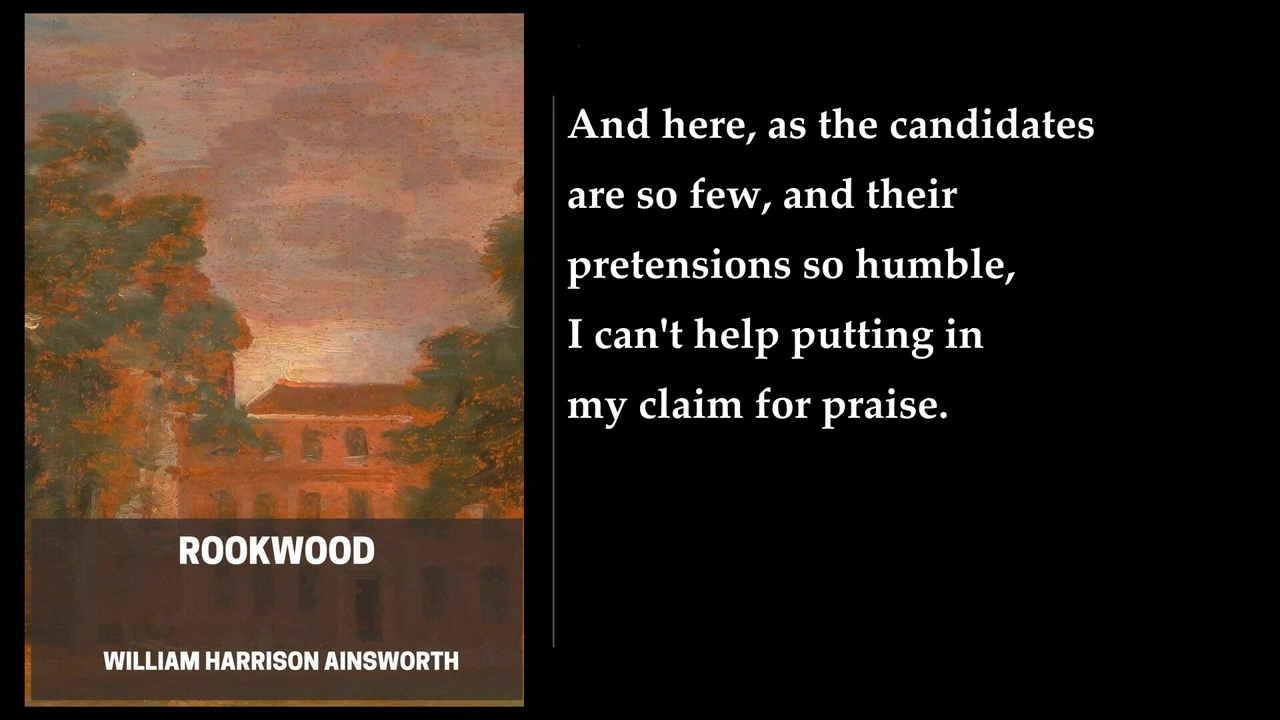 ROOKWOOD
WILLIAM HARRISON AINSWORTH
And here, as the candidates
are so few, and their
pretensions so humble,
I can't help putting in
my claim for praise.